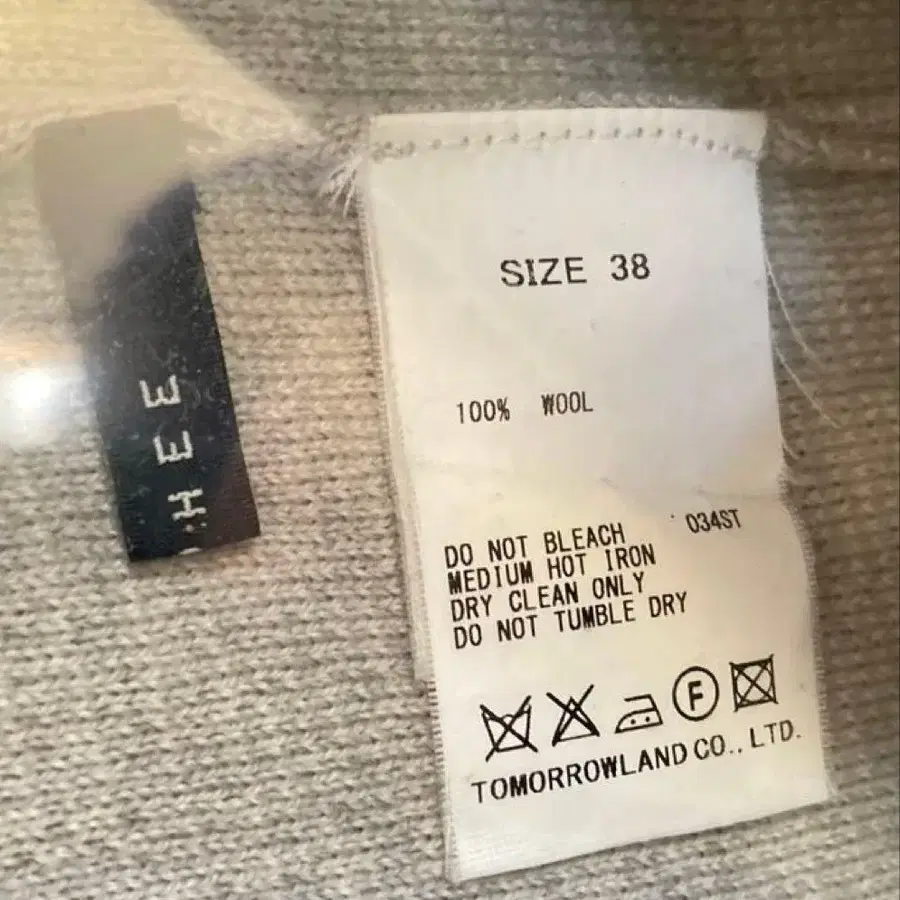 HEE
SIZE 38
100% WOOL
034ST
DO NOT BLEACH
MEDIUM HOT IRON
DRY CLEAN ONLY
DO NOT TUMBLE DRY
F
TOMORROWLAND CO., LTD.